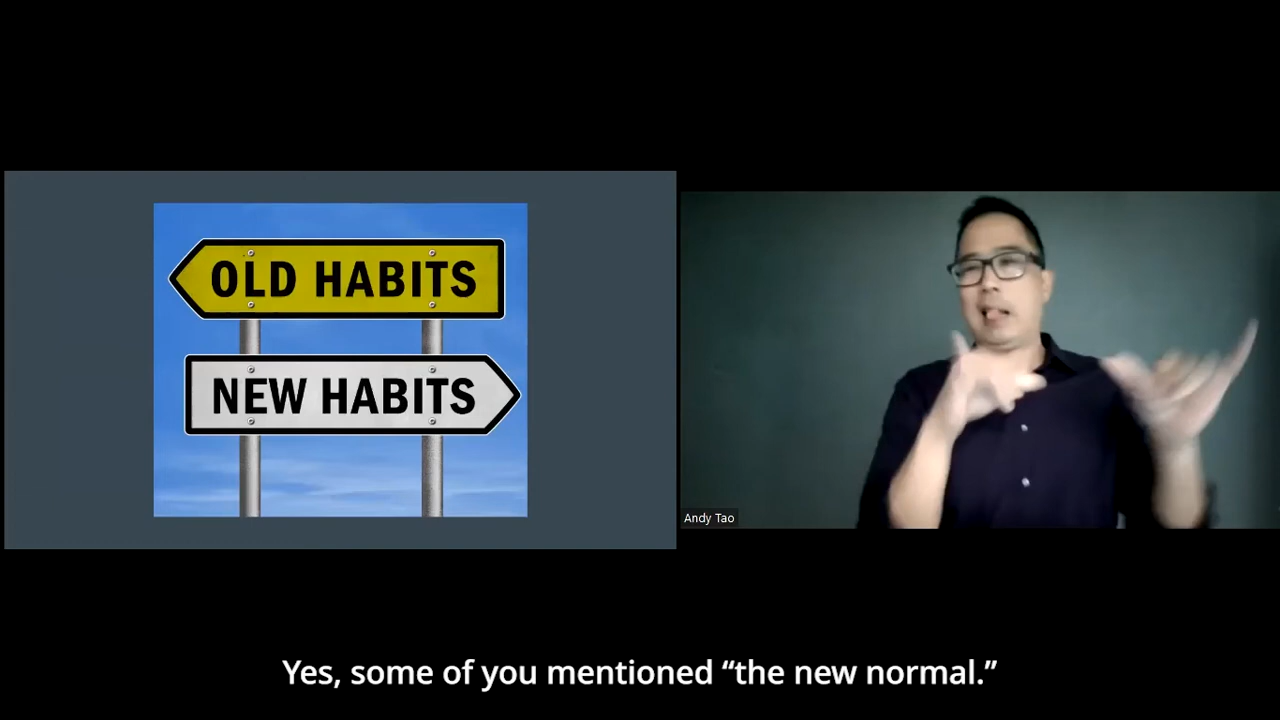 OLD HABITS
NEW HABITS
Andy Tao
Yes, some of you mentioned “the new normal.”